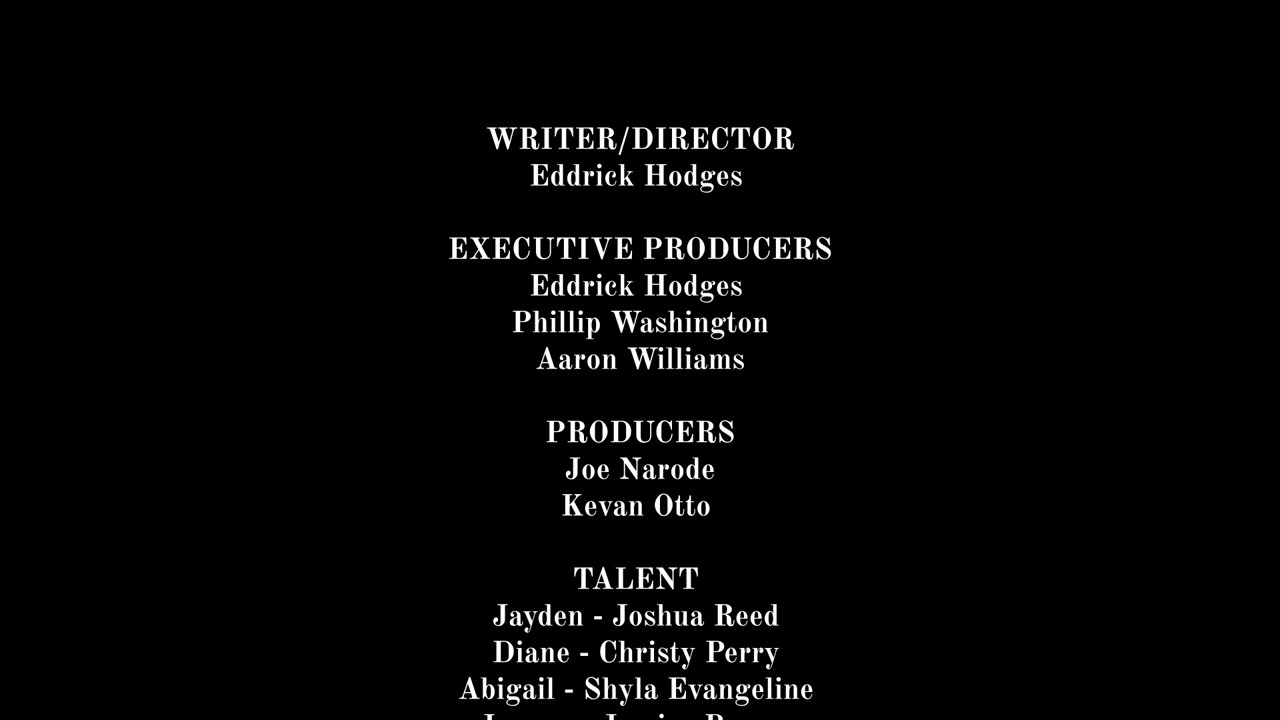 WRITER/DIRECTOR
Eddrick Hodges
EXECUTIVE PRODUCERS
Eddrick Hodges
Phillip Washington
Aaron Williams
PRODUCERS
Joe Narode
Kevan Otto
TALENT
Jayden - Joshua Reed
Diane - Christy Perry
Abigail - Shyla Evangeline